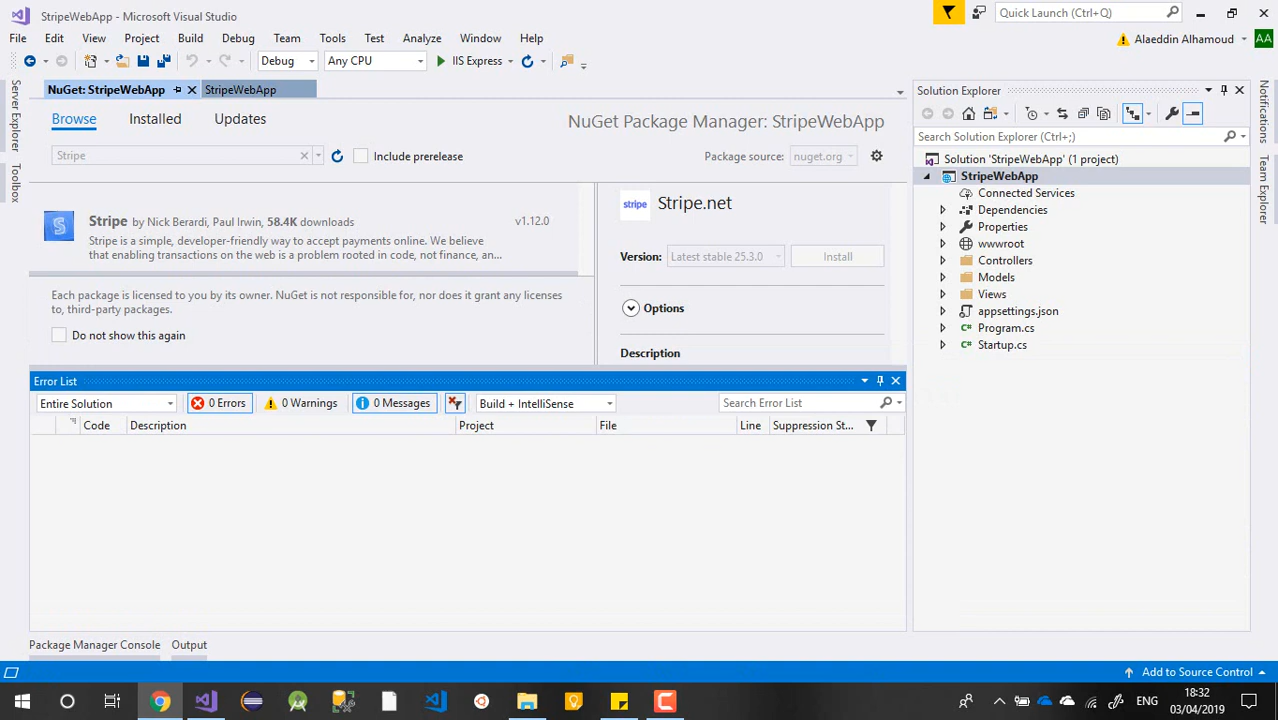 StripeWebApp - Microsoft Visual Studio
Quick Launch (Ctrl+Q)
File Edit View Project Build Debug Team Tools Test Analyze Window Help
Alaeddin Alhamoud AA
Debug Any CPU IIS Express
Server Explorer
Toolbox
NuGet: StripeWebApp StripeWebApp
Browse Installed Updates
NuGet Package Manager: StripeWebApp
Stripe
Include prerelease
Package source: nuget.org
Stripe by Nick Berardi, Paul Irwin, 58.4K downloads v1.12.0
Stripe is a simple, developer-friendly way to accept payments online. We believe
that enabling transactions on the web is a problem rooted in code, not finance, an...
Each package is licensed to you by its owner. NuGet is not responsible for, nor does it grant any licenses
to, third-party packages.
Do not show this again
stripe Stripe.net
Version: Latest stable 25.3.0 Install
Options
Description
Error List
Entire Solution 0 Errors 0 Warnings 0 Messages Build + IntelliSense Search Error List
Code Description Project File Line Suppression St...
Package Manager Console Output
Solution Explorer
Search Solution Explorer (Ctrl+;)
Solution 'StripeWebApp' (1 project)
StripeWebApp
Connected Services
Dependencies
Properties
wwwroot
Controllers
Models
Views
appsettings.json
C# Program.cs
C# Startup.cs
Notifications
Team Explorer
Add to Source Control
ENG
18:32
03/04/2019